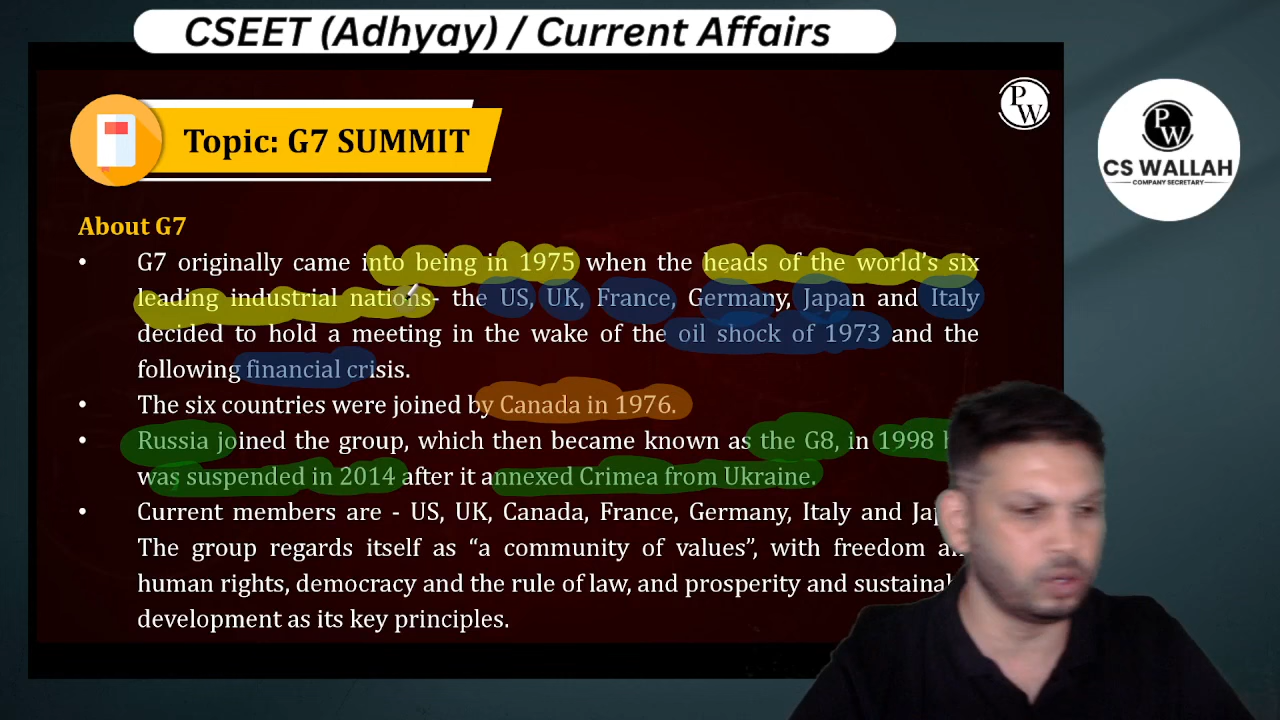 CSEET (Adhyay) / Current Affairs
Topic: G7 SUMMIT
PW
PW
CS WALLAH
COMPANY SECRETARY
About G7
• G7 originally came into being in 1975 when the heads of the world's six
leading industrial nations- the US, UK, France, Germany, Japan and Italy
decided to hold a meeting in the wake of the oil shock of 1973 and the
following financial crisis.
• The six countries were joined by Canada in 1976.
• Russia joined the group, which then became known as the G8, in 1998
was suspended in 2014 after it annexed Crimea from Ukraine.
• Current members are - US, UK, Canada, France, Germany, Italy and
The group regards itself as “a community of values”, with freedom
human rights, democracy and the rule of law, and prosperity and
development as its key principles.